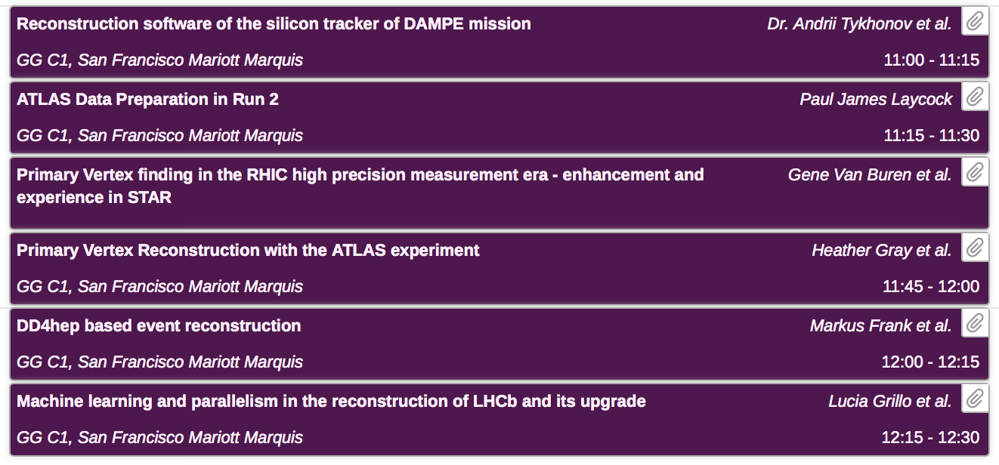 Reconstruction software of the silicon tracker of DAMPE mission Dr. Andrii Tykhonov et al.
GG C1, San Francisco Mariott Marquis 11:00 - 11:15
ATLAS Data Preparation in Run 2 Paul James Laycock
GG C1, San Francisco Mariott Marquis 11:15 - 11:30
Primary Vertex finding in the RHIC high precision measurement era - enhancement and Gene Van Buren et al.
experience in STAR
Primary Vertex Reconstruction with the ATLAS experiment Heather Gray et al.
GG C1, San Francisco Mariott Marquis 11:45 - 12:00
DD4hep based event reconstruction Markus Frank et al.
GG C1, San Francisco Mariott Marquis 12:00 - 12:15
Machine learning and parallelism in the reconstruction of LHCb and its upgrade Lucia Grillo et al.
GG C1, San Francisco Mariott Marquis 12:15 - 12:30